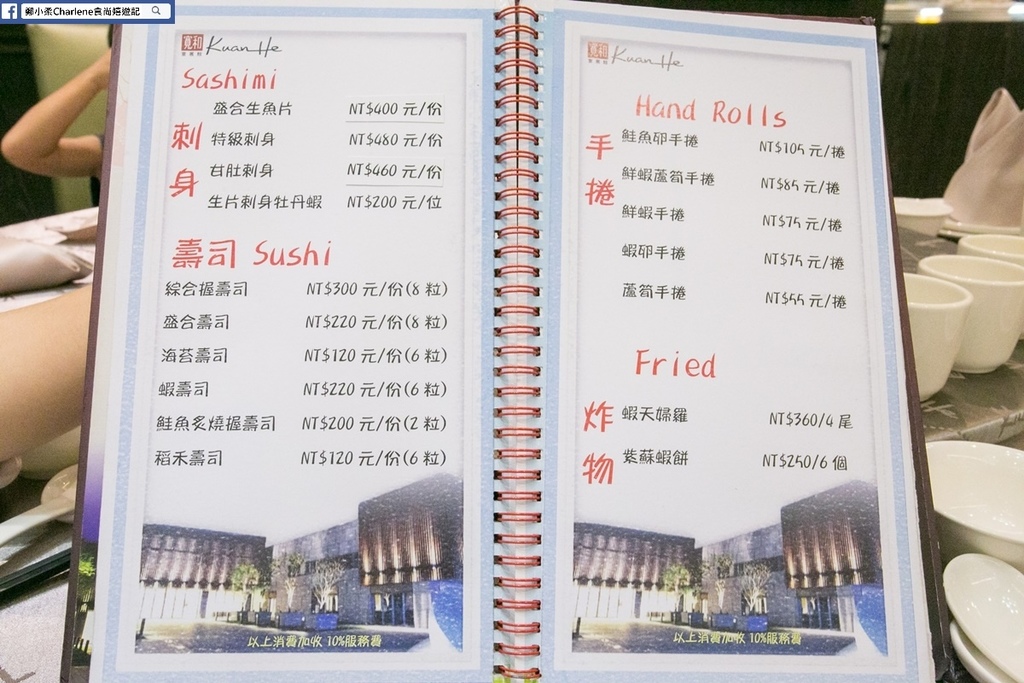 鄭小柔Charlene食尚嬉遊記
寬和
Kuan He
Sashimi
刺身
盛合生魚片 NT$400 元/份
特級刺身 NT$480 元/份
甘肚刺身 NT$460 元/份
生片刺身牡丹蝦 NT$200 元/位
壽司 Sushi
綜合握壽司 NT$300 元/份(8 粒)
盛合壽司 NT$220 元/份(8 粒)
海苔壽司 NT$120 元/份(6 粒)
蝦壽司 NT$220 元/份(6 粒)
鮭魚炙燒握壽司 NT$200 元/份(2 粒)
稻禾壽司 NT$120 元/份(6 粒)
以上消費加收 10%服務費
寬和
Kuan He
Hand Rolls
手捲
鮭魚卵手捲 NT$105 元/捲
鮮蝦蘆筍手捲 NT$85 元/捲
鮮蝦手捲 NT$75 元/捲
蝦卵手捲 NT$75 元/捲
蘆筍手捲 NT$55 元/捲
Fried
炸物
蝦天婦羅 NT$360/4 尾
紫蘇蝦餅 NT$250/6 個
以上消費加收 10%服務費